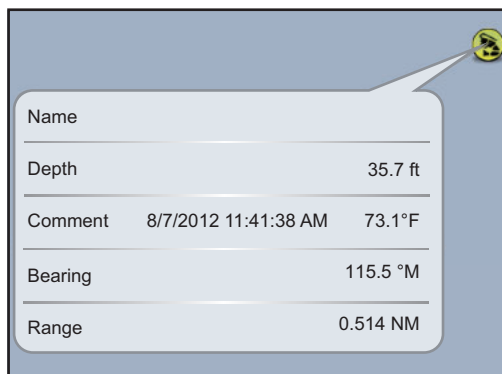 Name
Depth 35.7 ft
Comment 8/7/2012 11:41:38 AM 73.1°F
Bearing 115.5 °M
Range 0.514 NM